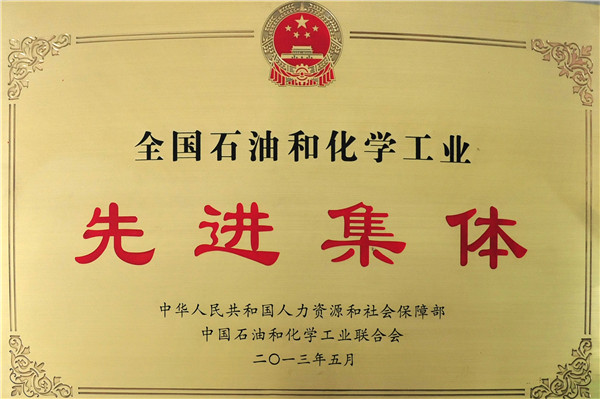 全国石油和化学工业
先进集体
中华人民共和国人力资源和社会保障部
中国石油和化学工业联合会
二〇一三年五月